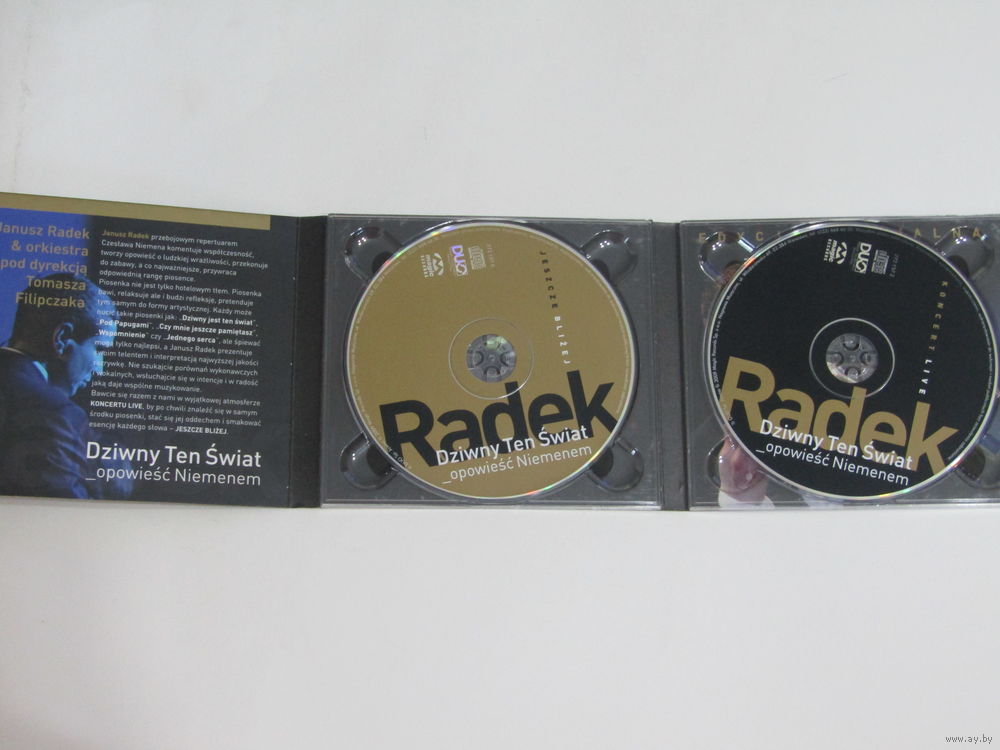 Janusz Radek
& orkiestra
pod dyrekcją
Tomasza
Filipczaka
Janusz Radek przebojowym repertuarem
Czesława Niemena komentuje współczesność,
tworzy opowieść o ludzkiej wrażliwości, przekonuje
do zabawy, a co najważniejsze, przywraca
odpowiednią rangę piosence.
Piosenka nie jest tylko hotelowym tłem. Piosenka
bawi, relaksuje ale i budzi refleksję, pretenduje
tym samym do formy artystycznej. Każdy może
nucić takie piosenki jak: „Dziwny jest ten świat",
„Pod Papugami", „Czy mnie jeszcze pamiętasz",
„Wspomnienie" czy „Jednego serca", ale śpiewać
mogą tylko najlepsi, a Janusz Radek prezentuje
swoim talentem i interpretacją najwyższej jakości
rozrywkę. Nie szukajcie porównań wykonawczych
i wokalnych, wsłuchajcie się w intencje i w radość
jaką daje wspólne muzykowanie.
Bawcie się razem z nami w wyjątkowej atmosferze
KONCERTU LIVE, by po chwili znaleźć się w samym
środku piosenki, stać się jej oddechem i smakować
esencję każdego słowa – JESZCZE BLIŻEJ.
Dziwny Ten Świat
_opowieść Niemenem
magic
records
DUO
JESZCZE BLIŻEJ
Radek
Dziwny Ten Świat
_opowieść Niemenem
magic
records
DUO
KONCERT LIVE
Radek
Dziwny Ten Świat
_opowieść Niemenem
www.ay.by